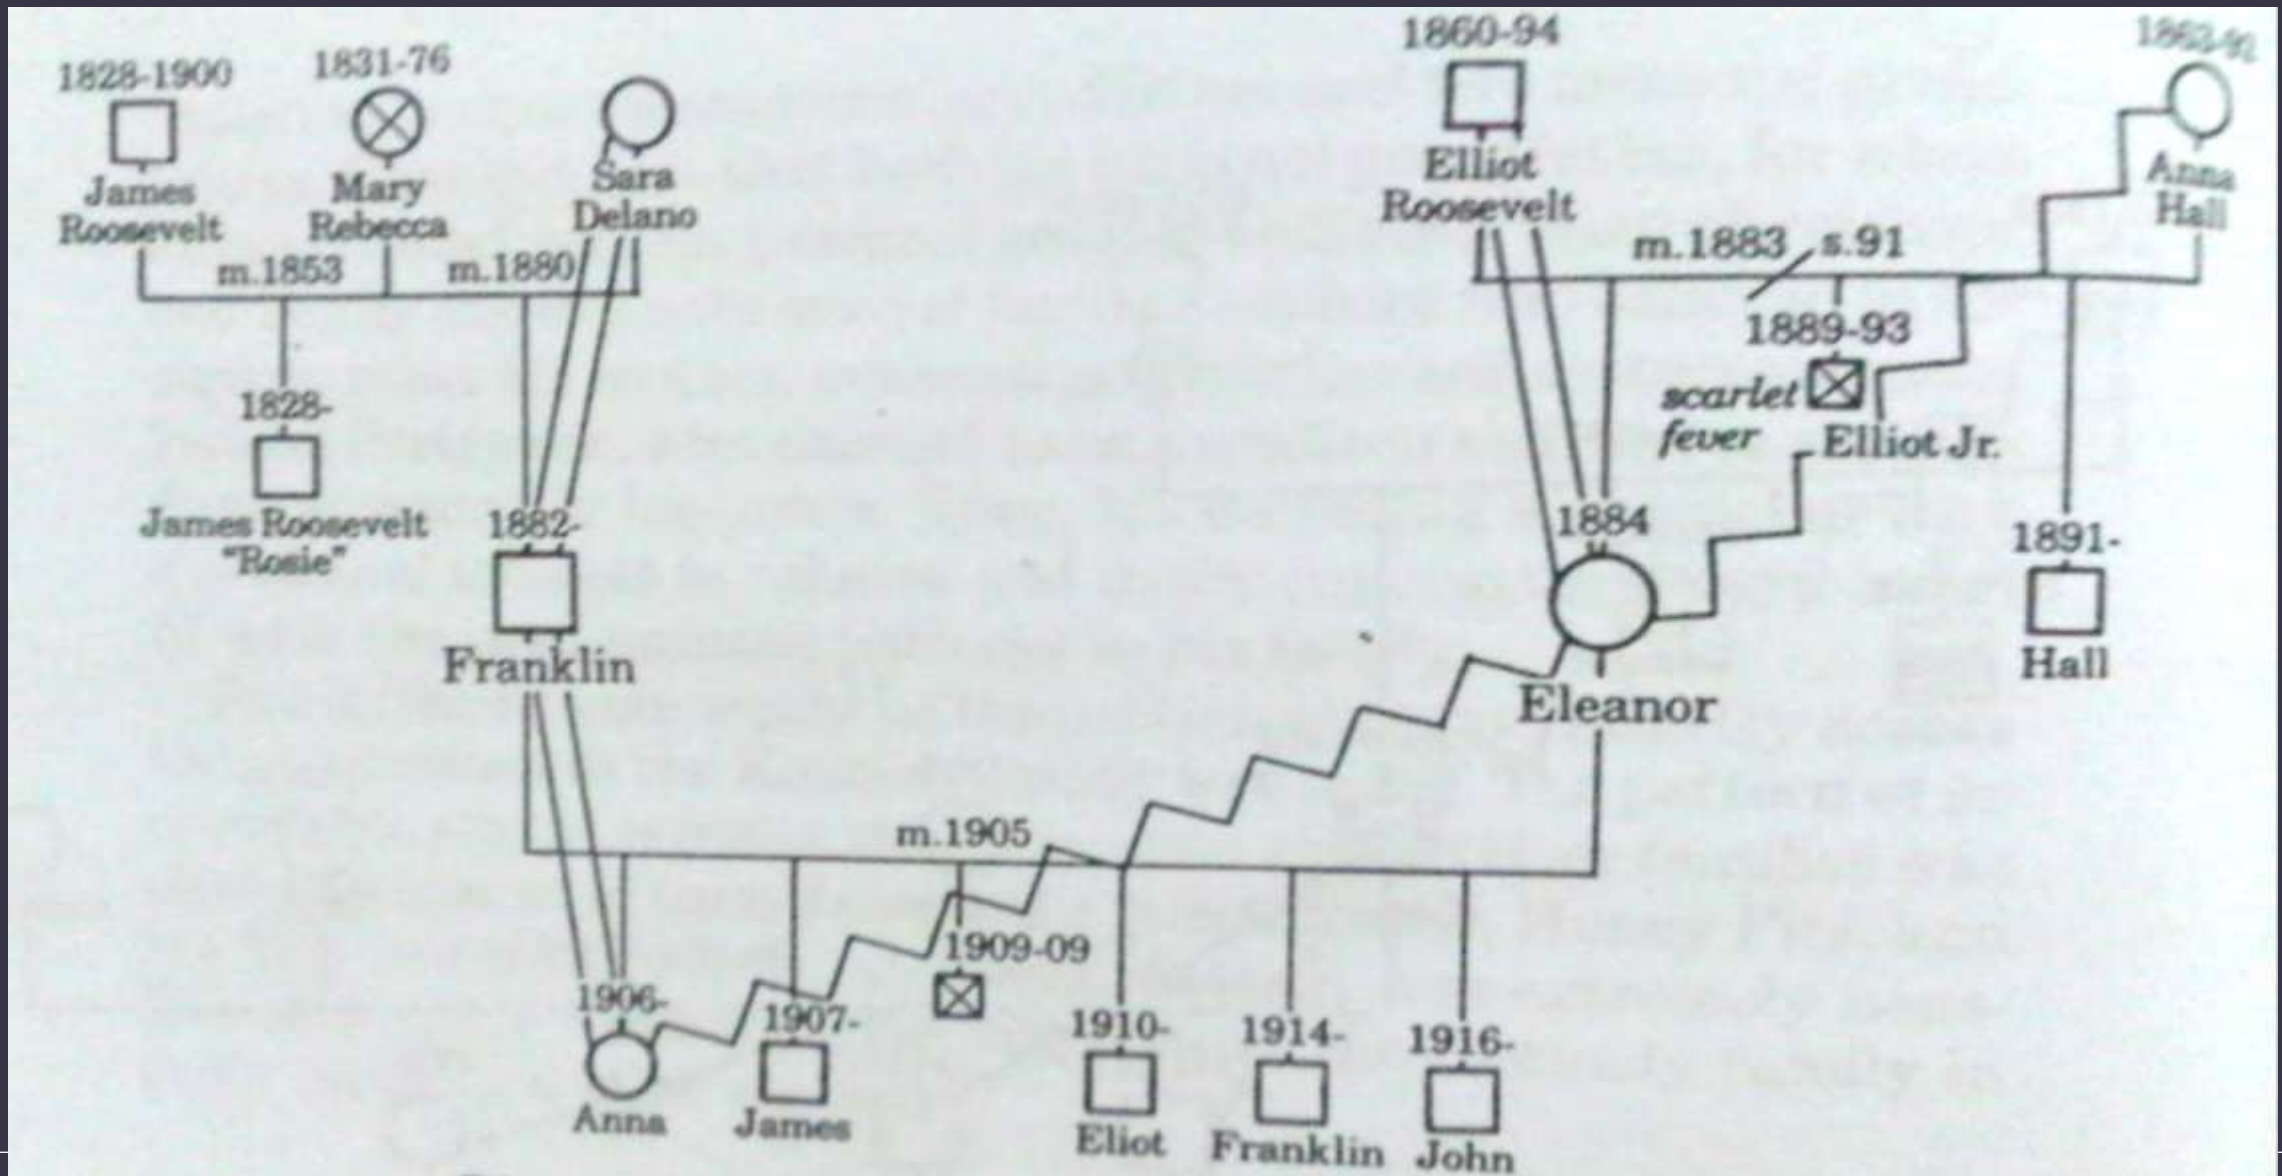 1828-1900
1831-76
1860-94
James
Roosevelt
Mary
Rebecca
Sara
Delano
Elliot
Roosevelt
Anna
Hall
m.1853
m.1880
m.1883
s.91
1889-93
scarlet
fever
Elliot Jr.
1828-
James Roosevelt
"Rosie"
1882-
Franklin
1884
Eleanor
1891-
Hall
m.1905
1906-
Anna
1907-
James
1909-09
1910-
Eliot
1914-
Franklin
1916-
John